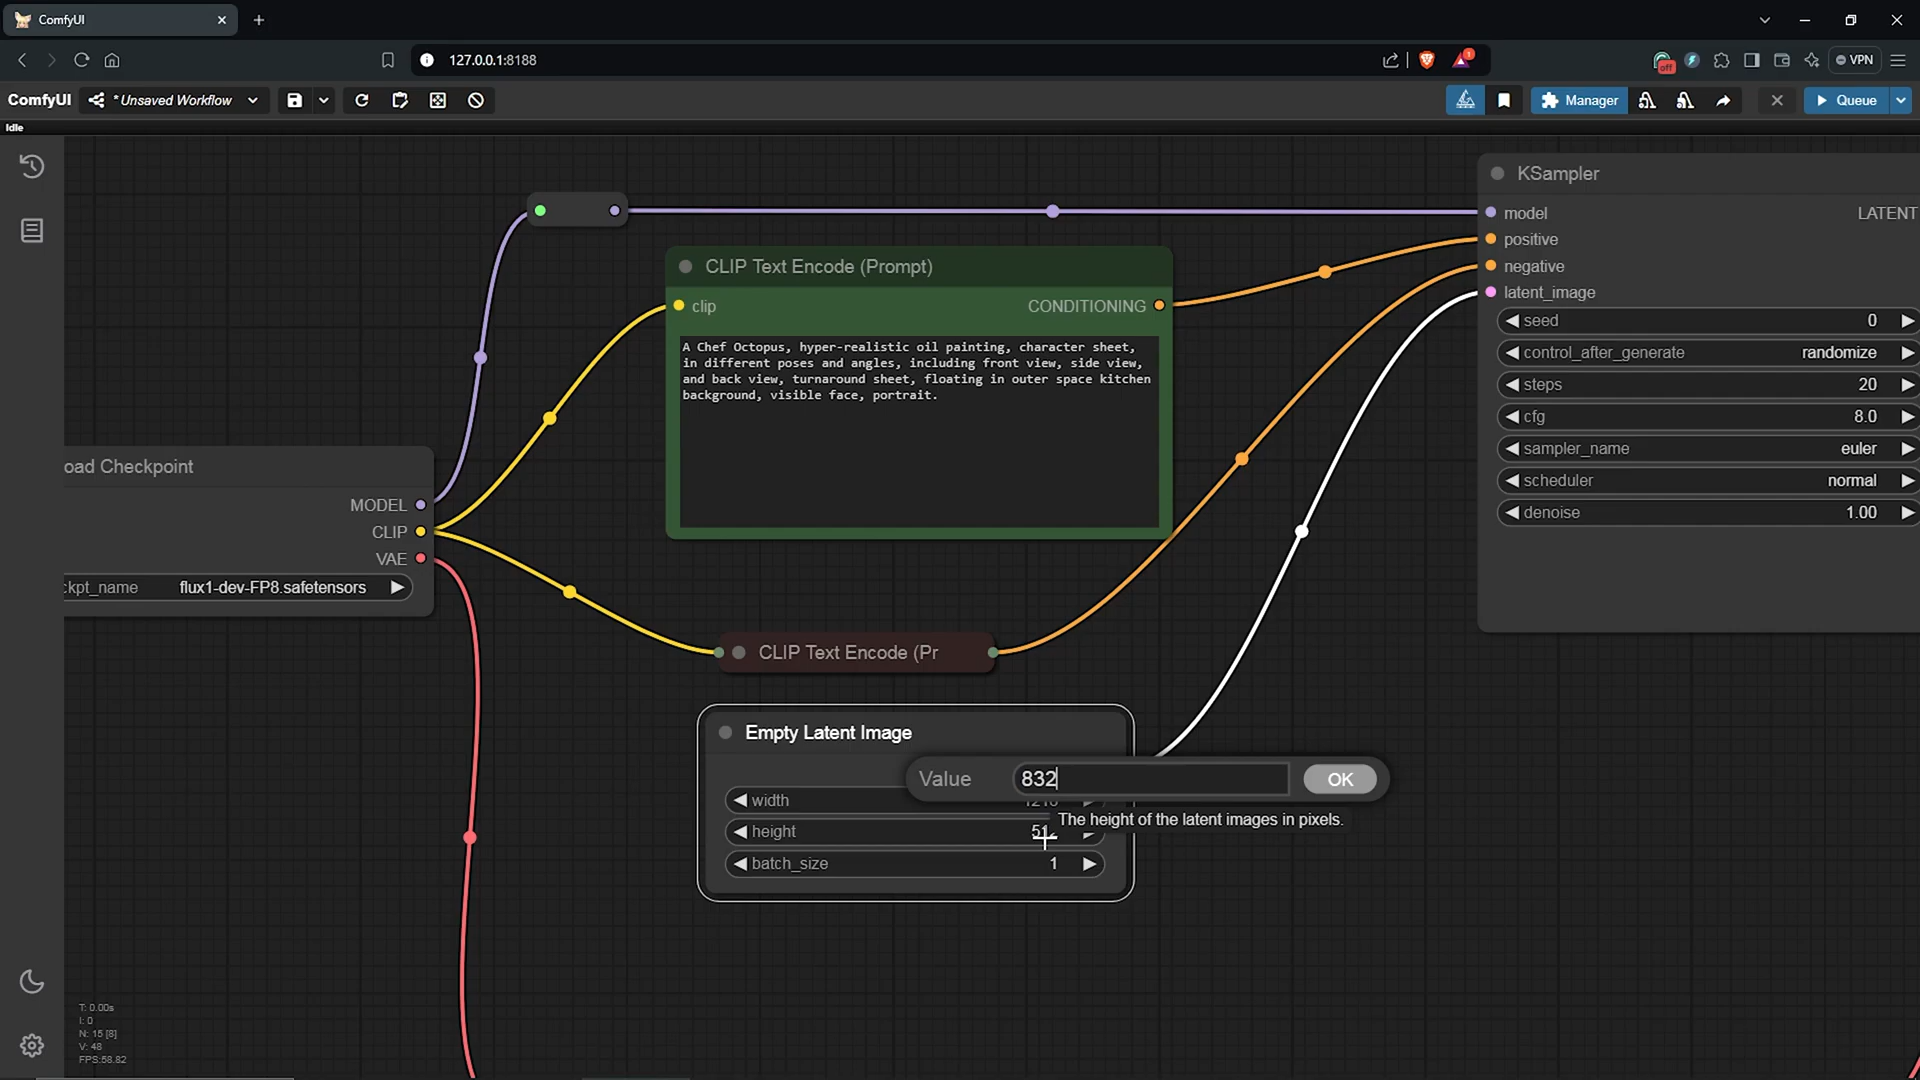 ComfyUI
127.0.0.1:8188
off
1
VPN
ComfyUI
* Unsaved Workflow
Manager
Queue
Idle
KSampler
model
LATENT
positive
negative
latent_image
seed
0
control_after_generate
randomize
steps
20
cfg
8.0
sampler_name
euler
scheduler
normal
denoise
1.00
CLIP Text Encode (Prompt)
clip
CONDITIONING
A Chef Octopus, hyper-realistic oil painting, character sheet,
in different poses and angles, including front view, side view,
and back view, turnaround sheet, floating in outer space kitchen
background, visible face, portrait.
oad Checkpoint
MODEL
CLIP
VAE
ckpt_name
flux1-dev-FP8.safetensors
CLIP Text Encode (Pr
Empty Latent Image
Value
832
OK
width
The height of the latent images in pixels.
height
batch_size
1
T: 0.00s
I: 0
N: 15 [8]
V: 48
FPS:58.82